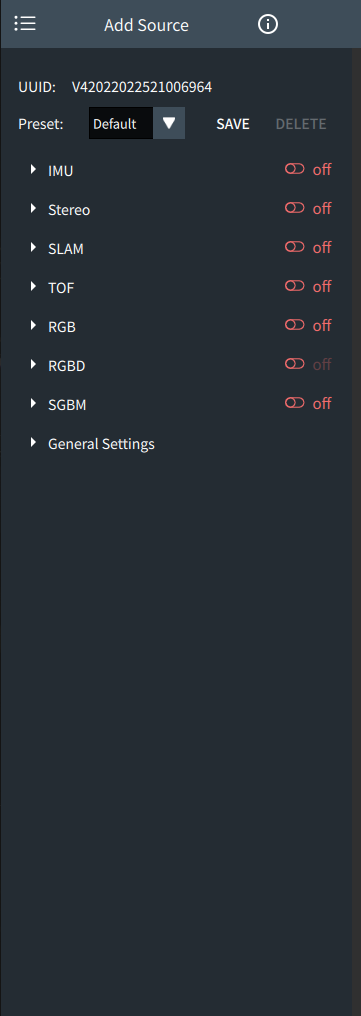 Add Source
UUID: V42022022521006964
Preset: Default SAVE DELETE
IMU off
Stereo off
SLAM off
TOF off
RGB off
RGBD off
SGBM off
General Settings